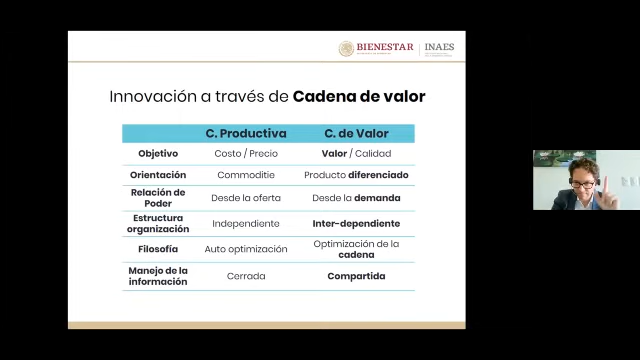 BIENESTAR
INAES
Innovación a través de Cadena de valor
C. Productiva C. de Valor
Objetivo Costo / Precio Valor / Calidad
Orientación Commoditie Producto diferenciado
Relación de Poder Desde la oferta Desde la demanda
Estructura organización Independiente Inter-dependiente
Filosofía Auto optimización Optimización de la cadena
Manejo de la información Cerrada Compartida